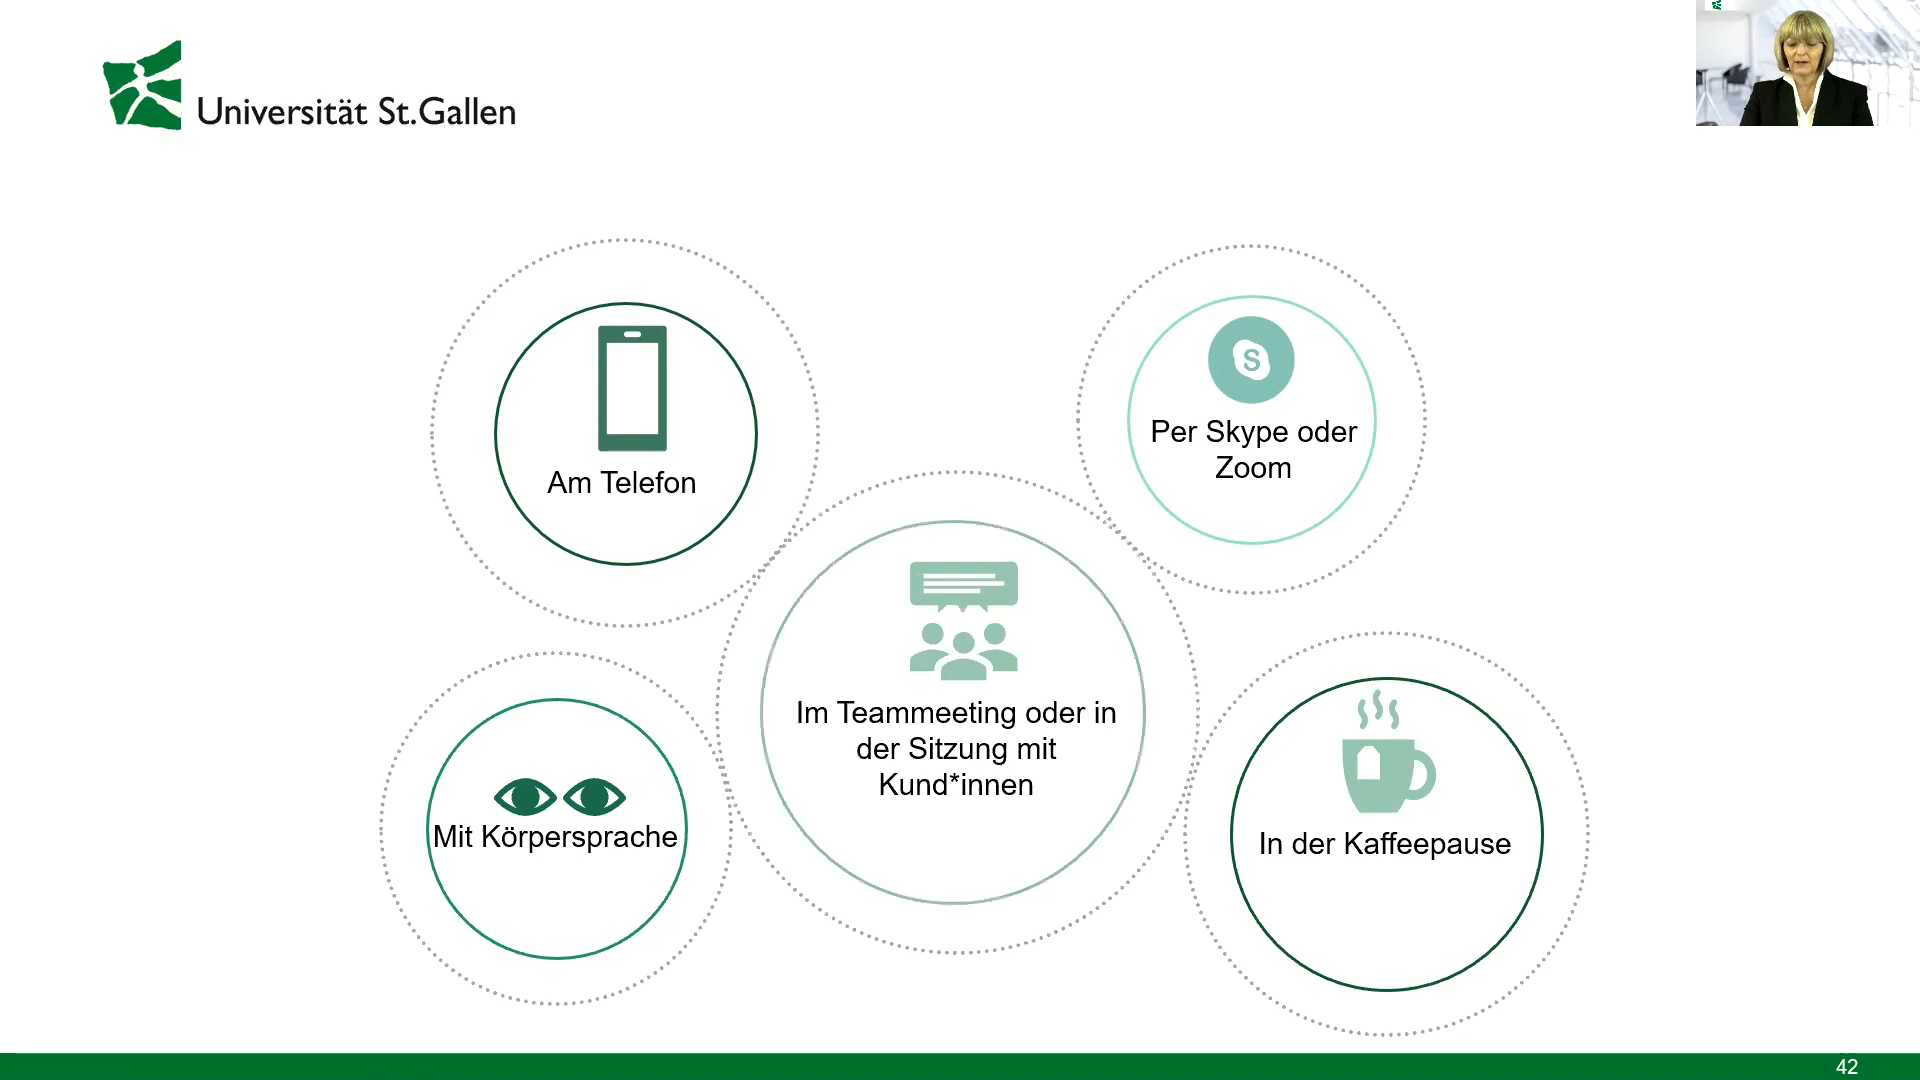 Universität St.Gallen
Am Telefon
S
Per Skype oder
Zoom
Im Teammeeting oder in
der Sitzung mit
Kund*innen
Mit Körpersprache
In der Kaffeepause
42